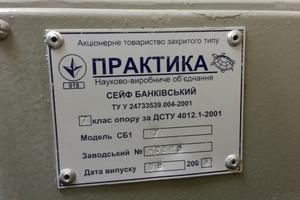 Акціонерне товариство закритого типу
018
ПРАКТИКА
Науково-виробниче об'єднання
СЕЙФ БАНКІВСЬКИЙ
ТУ У 24733539.004-2001
клас опору за ДСТУ 4012.1-2001
Модель СБ1
Заводський №
Дата випуску 200